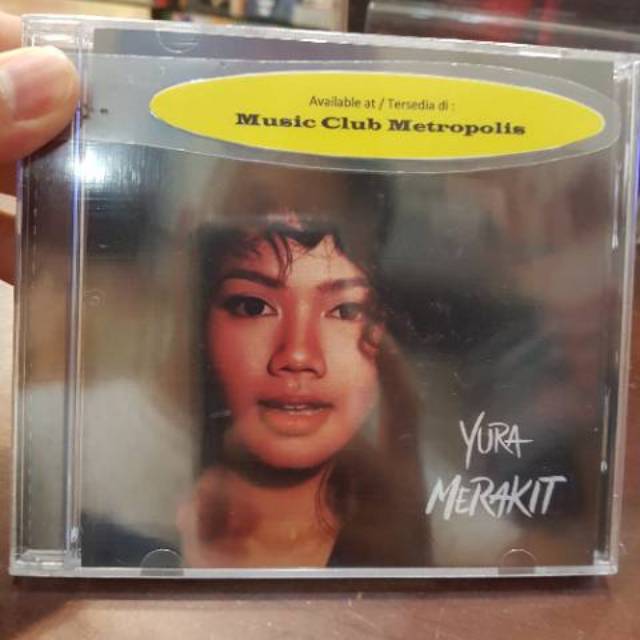 Available at / Tersedia di :
Music Club Metropolis
YURA
MERAKIT